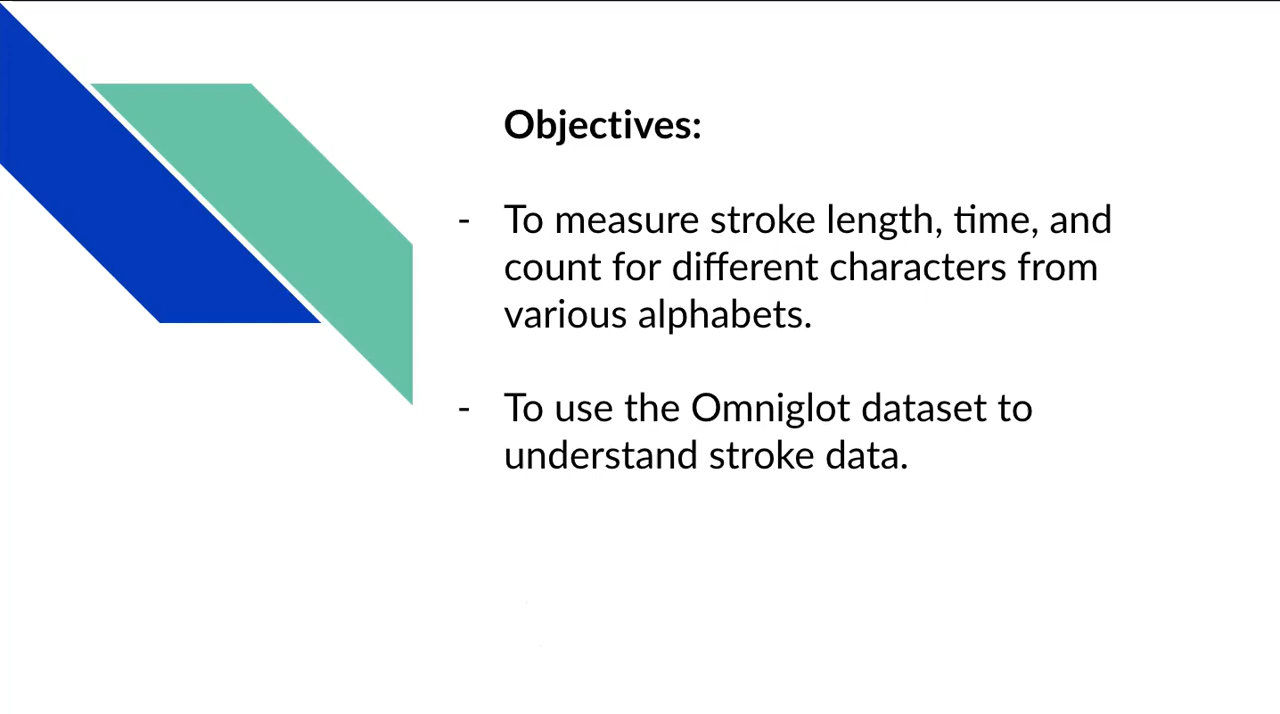 Objectives:
- To measure stroke length, time, and
count for different characters from
various alphabets.
- To use the Omniglot dataset to
understand stroke data.